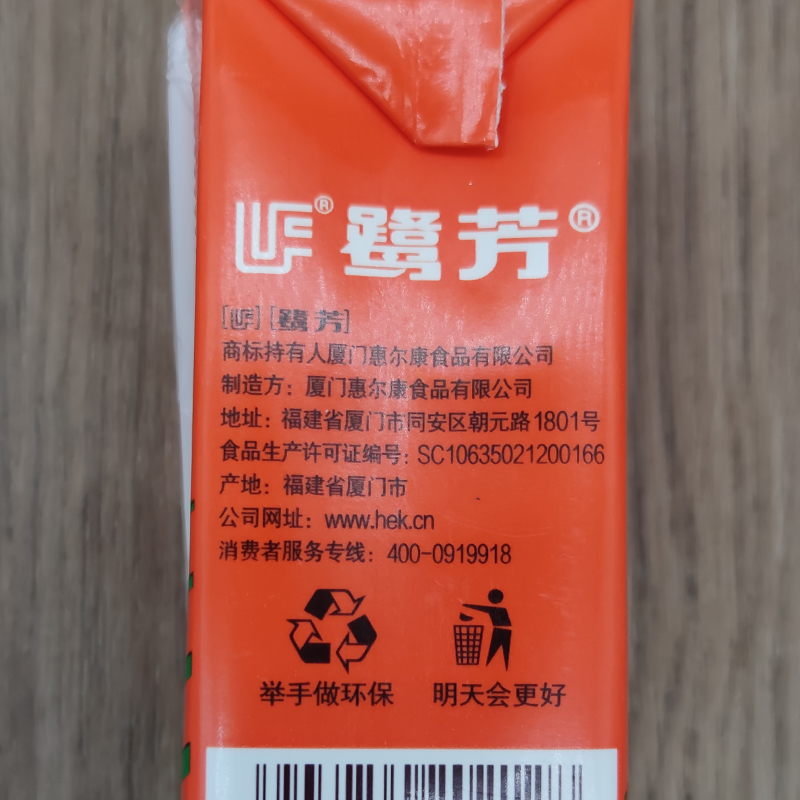 LF® 鹭芳®
[LF] [鹭芳]
商标持有人厦门惠尔康食品有限公司
制造方：厦门惠尔康食品有限公司
地址：福建省厦门市同安区朝元路1801号
食品生产许可证编号：SC10635021200166
产地：福建省厦门市
公司网址：www.hek.cn
消费者服务专线：400-0919918
举手做环保 明天会更好